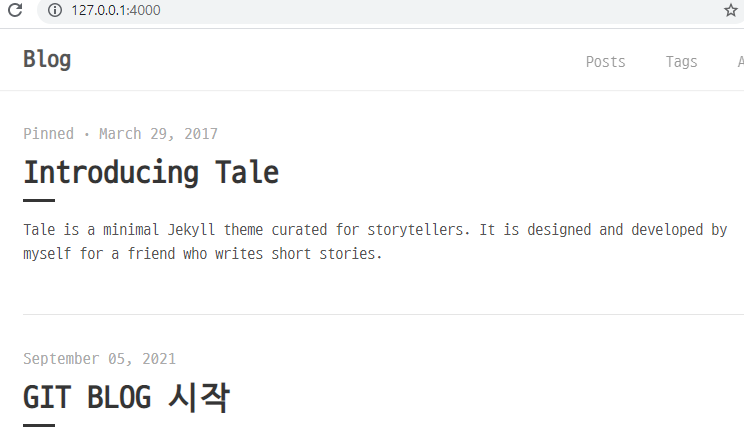 127.0.0.1:4000
Blog
Posts
Tags
Pinned · March 29, 2017
Introducing Tale
Tale is a minimal Jekyll theme curated for storytellers. It is designed and developed by
myself for a friend who writes short stories.
September 05, 2021
GIT BLOG 시작